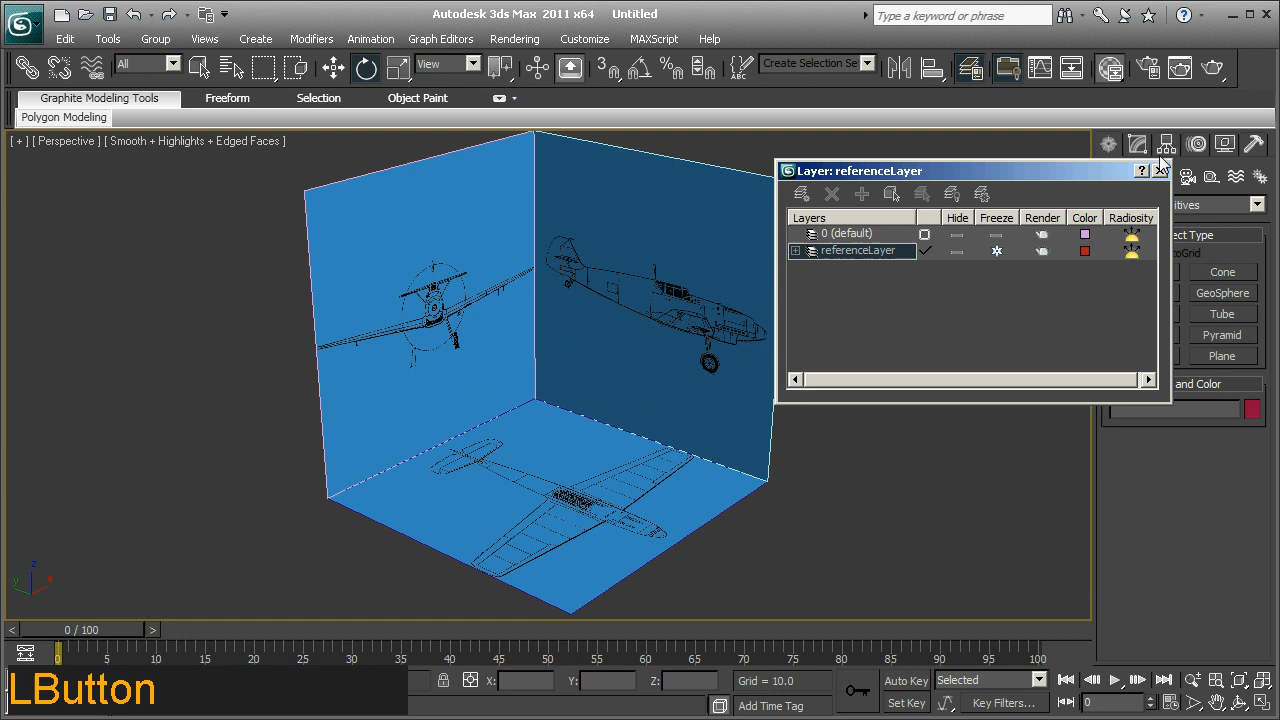 Autodesk 3ds Max 2011 x64 Untitled
Type a keyword or phrase
Edit Tools Group Views Create Modifiers Animation Graph Editors Rendering Customize MAXScript Help
All View 3 Create Selection Se
Graphite Modeling Tools Freeform Selection Object Paint
Polygon Modeling
[ + ] [ Perspective ] [ Smooth + Highlights + Edged Faces ]
Layer: referenceLayer
Layers Hide Freeze Render Color Radiosity
0 (default)
referenceLayer
itives
ect Type
oGrid
Cone
GeoSphere
Tube
Pyramid
Plane
and Color
z
y x
< 0 / 100 >
0 5 10 15 20 25 30 35 40 45 50 55 60 65 70 75 80 85 90 95 100
LButton
X: Y: Z: Grid = 10.0
Add Time Tag
Auto Key Selected
Set Key Key Filters... 0